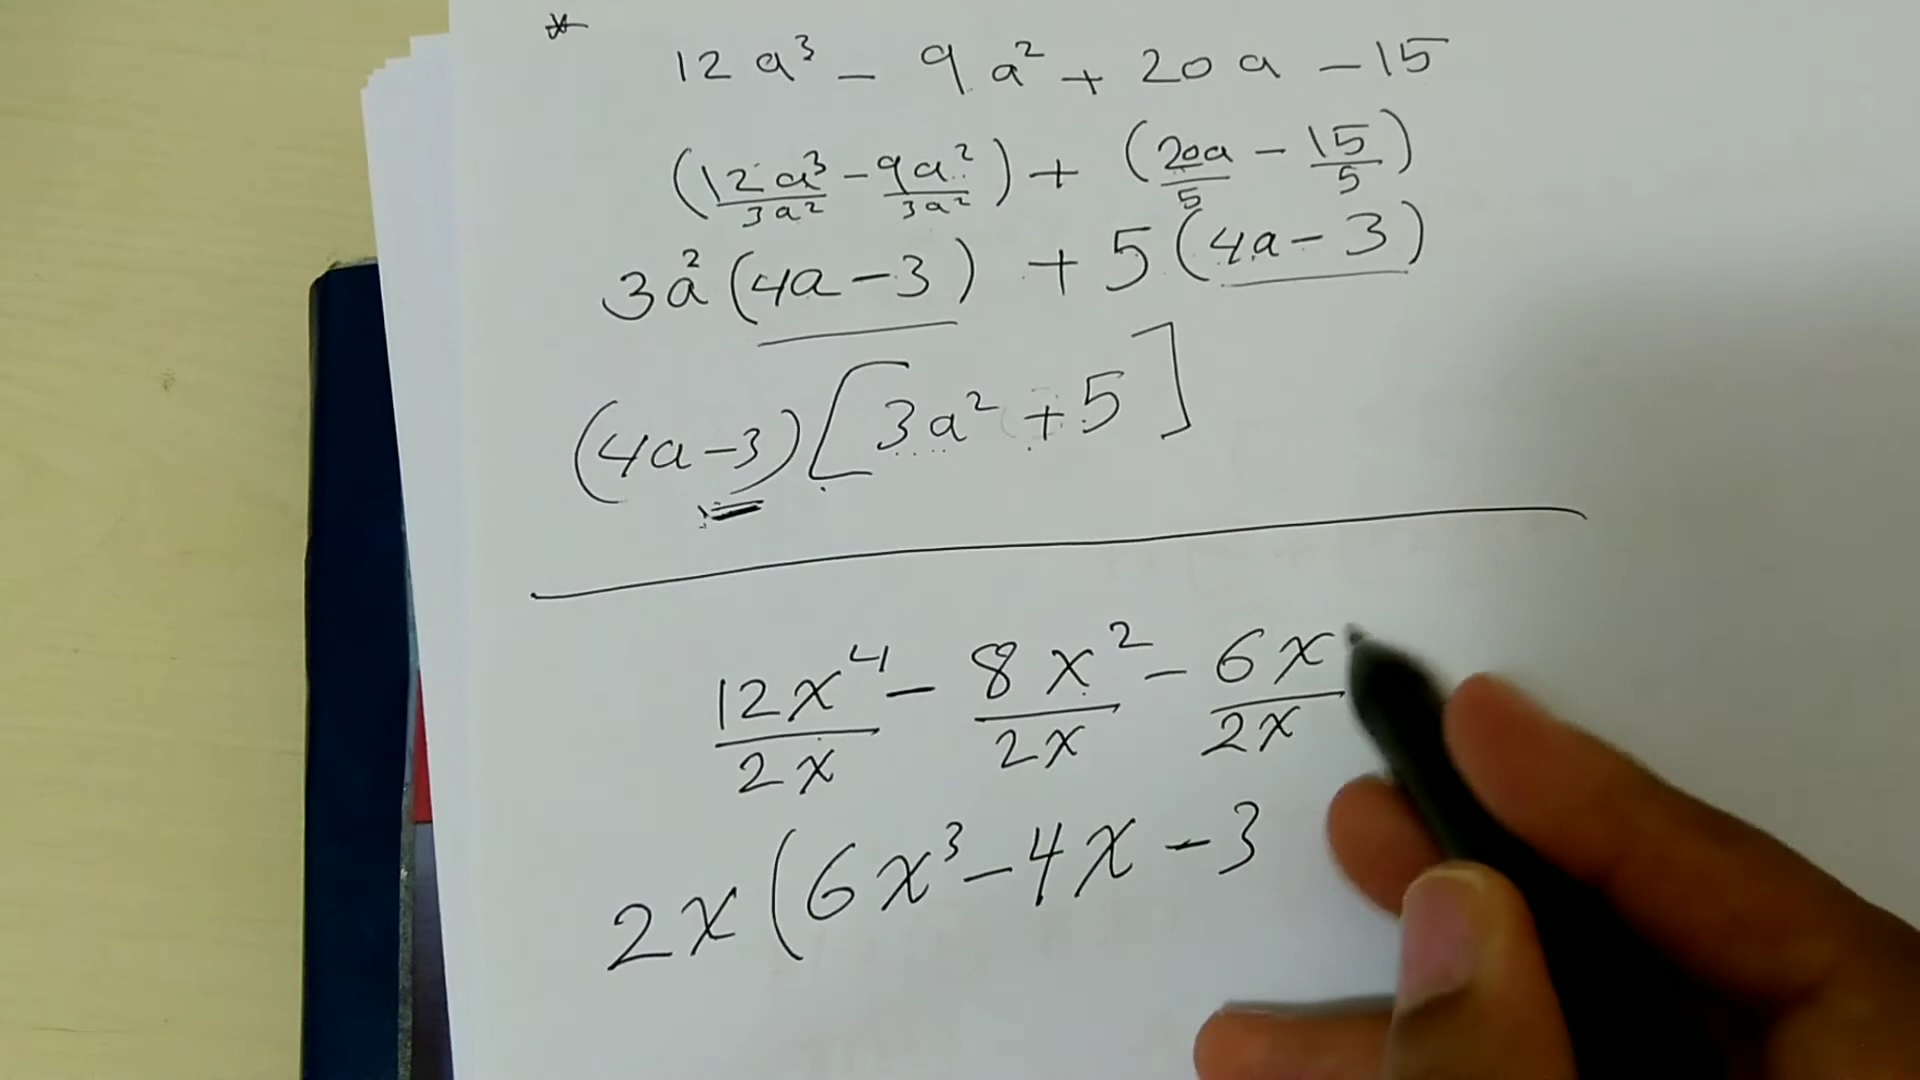 *
12a³ - 9a² + 20a - 15
(12a³/3a² - 9a²/3a²) + (20a/5 - 15/5)
3a²(4a-3) + 5(4a-3)
(4a-3)[3a² + 5]
12x⁴/2x - 8x²/2x - 6x/2x
2x(6x³ - 4x - 3